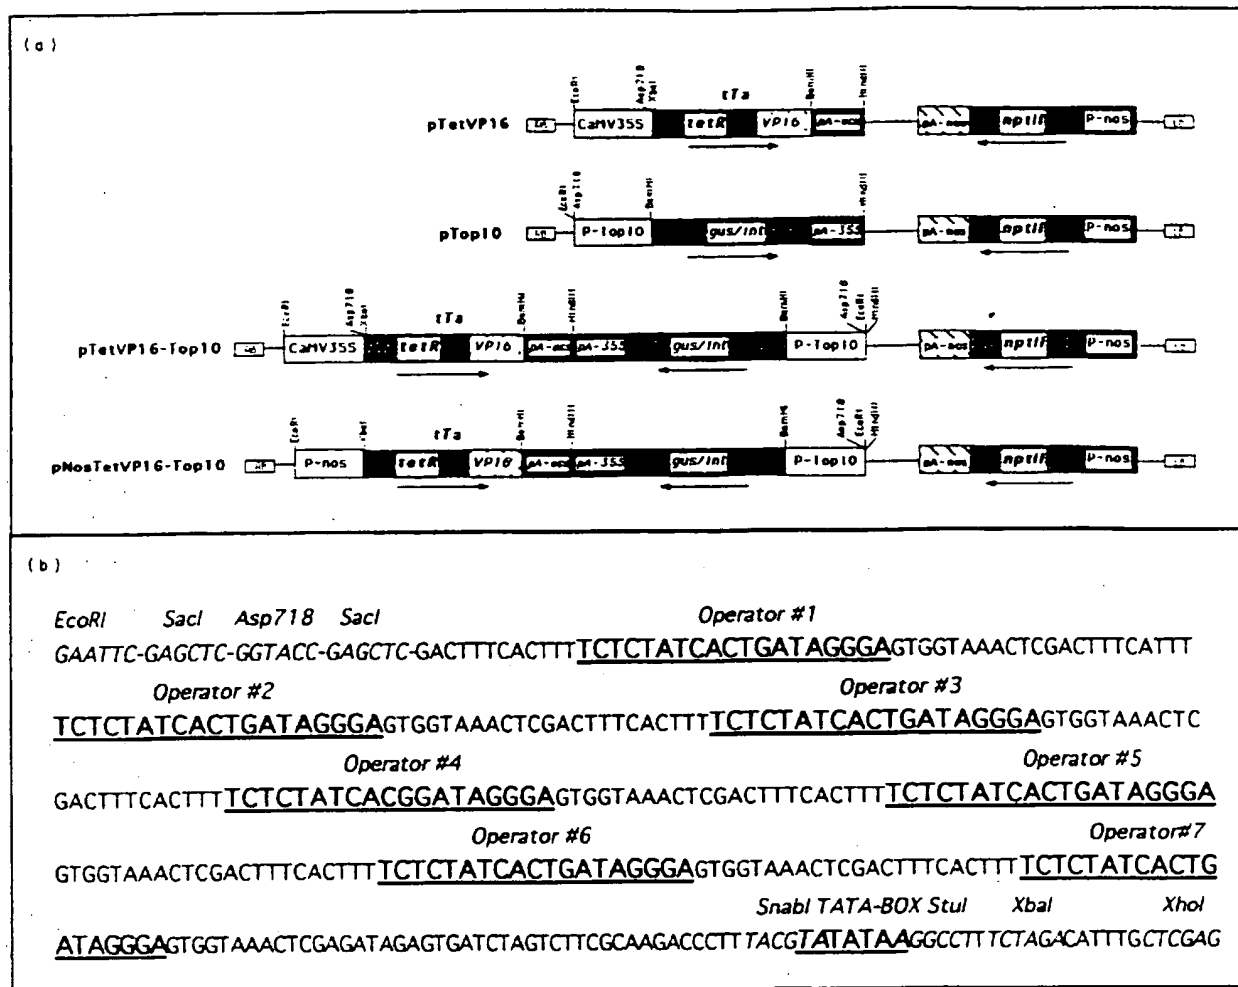 (a)
EcoRI Asp718 XbaI tTa BamHI HindIII
pTetVP16 CaMV35S tetR VP16 pA-ocs pA-nos nptII P-nos
EcoRI Asp718 BamHI HindIII
pTop10 P-Top10 gus/int pA-35S pA-nos nptII P-nos
EcoRI Asp718 XbaI tTa BamHI HindIII BamHI Asp718 EcoRI HindIII
pTetVP16-Top10 CaMV35S tetR VP16 pA-ocs pA-35S gus/int P-Top10 pA-nos nptII P-nos
EcoRI XbaI tTa BamHI HindIII BamHI Asp718 EcoRI HindIII
pNosTetVP16-Top10 P-nos tetR VP16 pA-ocs pA-35S gus/int P-Top10 pA-nos nptII P-nos
(b)
EcoRI SacI Asp718 SacI Operator #1
GAATTC-GAGCTC-GGTACC-GAGCTC-GACTTTCACTTTTCTCTATCACTGATAGGGAGTGGTAAACTCGACTTTCATTT
Operator #2 Operator #3
TCTCTATCACTGATAGGGAGTGGTAAACTCGACTTTCACTTTTCTCTATCACTGATAGGGAGTGGTAAACTC
Operator #4 Operator #5
GACTTTCACTTTTCTCTATCACGGATAGGGAGTGGTAAACTCGACTTTCACTTTTCTCTATCACTGATAGGGA
Operator #6 Operator#7
GTGGTAAACTCGACTTTCACTTTTCTCTATCACTGATAGGGAGTGGTAAACTCGACTTTCACTTTTCTCTATCACTG
SnabI TATA-BOX StuI XbaI XhoI
ATAGGGAGTGGTAAACTCGAGATAGAGTGATCTAGTCTTCGCAAGACCCTTTACGTATATAAGGCCTTTCTAGACATTTGCTCGAG